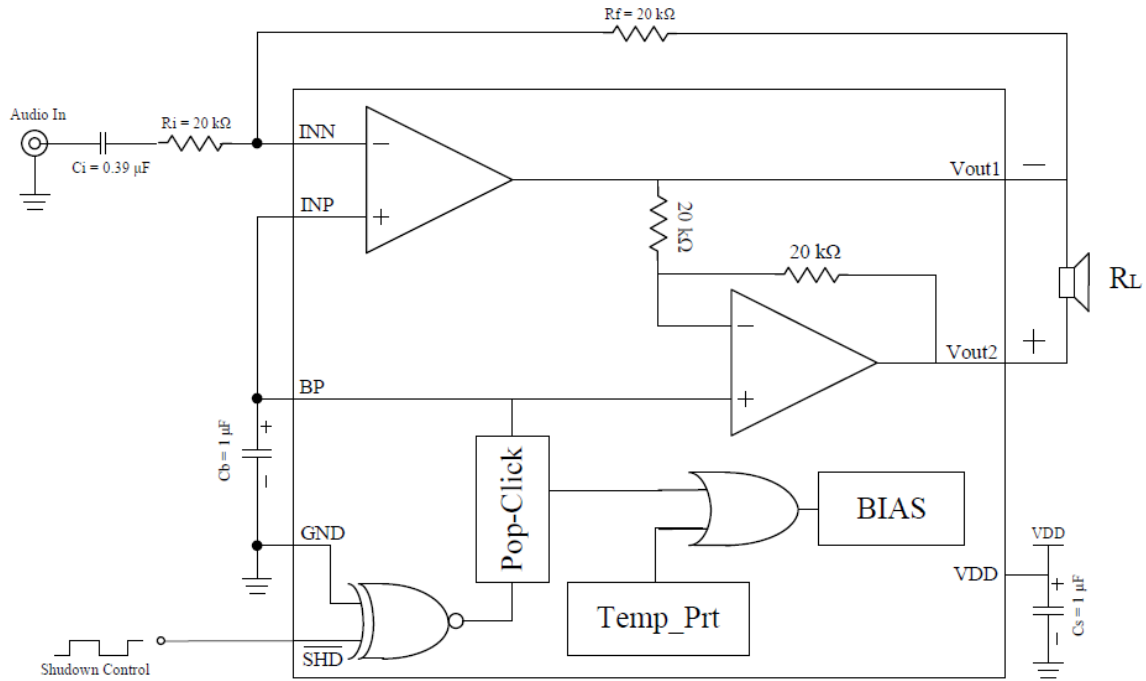 Rf = 20 kΩ
Audio In
Ri = 20 kΩ
Ci = 0.39 μF
INN
−
INP
+
Vout1
−
20 kΩ
20 kΩ
RL
−
+
Vout2
+
BP
Cb = 1 μF
+
−
Pop-Click
BIAS
GND
VDD
VDD
+
−
Cs = 1 μF
Temp_Prt
SHD
Shudown Control